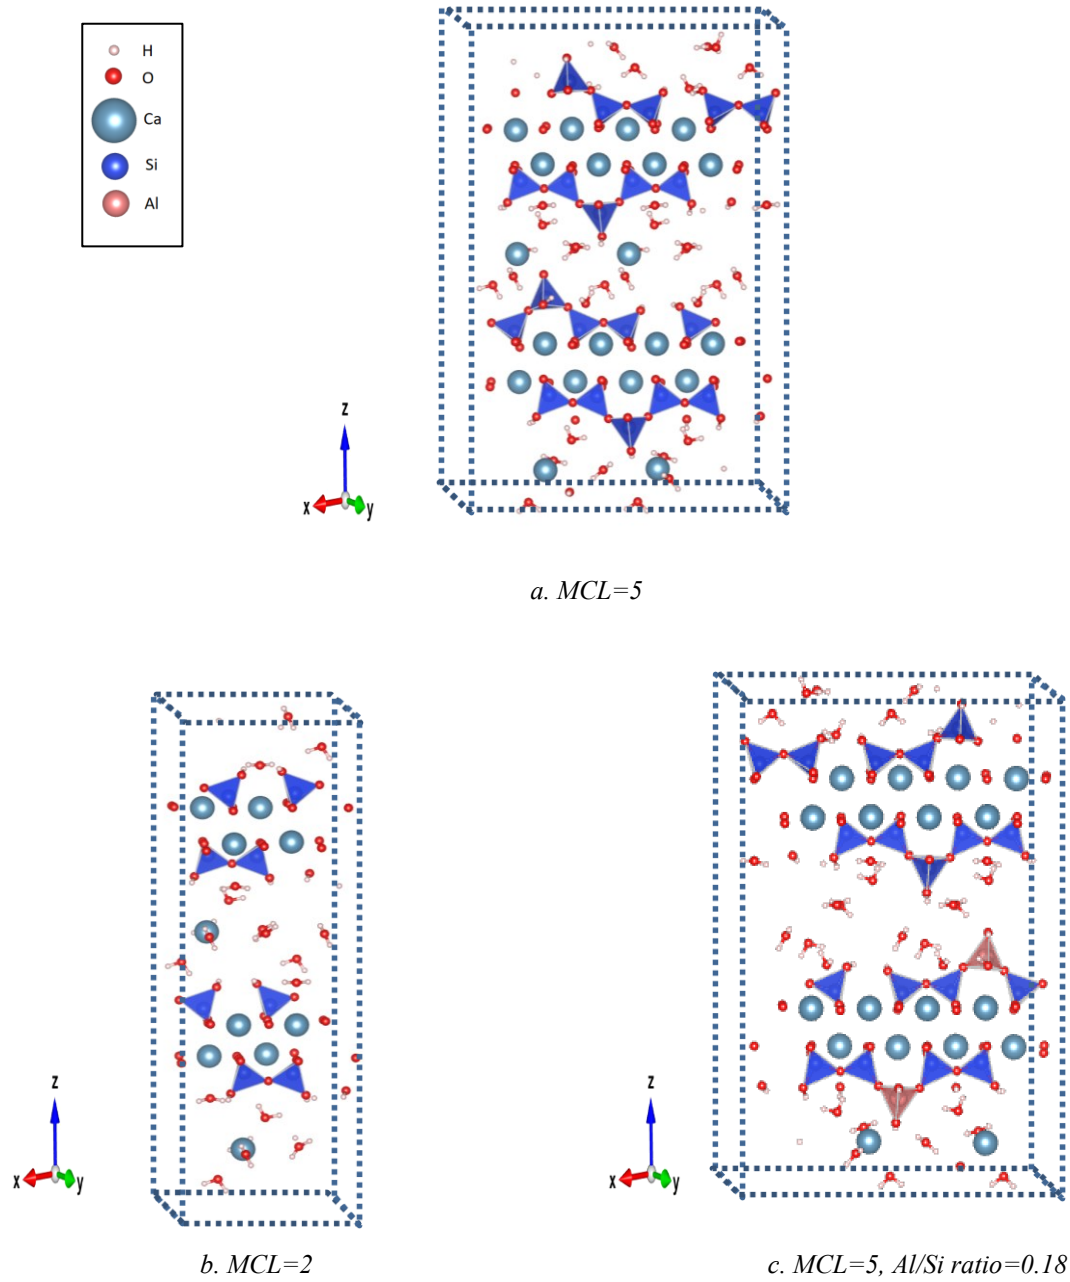 H
O
Ca
Si
Al
z
x
y
a. MCL=5
z
x
y
b. MCL=2
z
x
y
c. MCL=5, Al/Si ratio=0.18